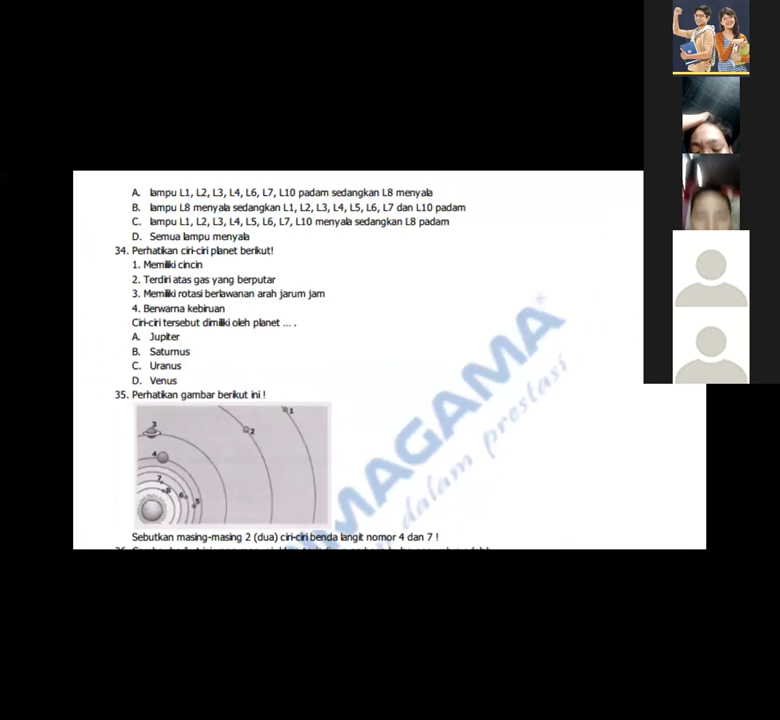 A. lampu L1, L2, L3, L4, L6, L7, L10 padam sedangkan L8 menyala
B. lampu L8 menyala sedangkan L1, L2, L3, L4, L5, L6, L7 dan L10 padam
C. lampu L1, L2, L3, L4, L5, L6, L7, L10 menyala sedangkan L8 padam
D. Semua lampu menyala
34. Perhatikan ciri-ciri planet berikut!
1. Memiliki cincin
2. Terdiri atas gas yang berputar
3. Memiliki rotasi berlawanan arah jarum jam
4. Berwarna kebiruan
Ciri-ciri tersebut dimiliki oleh planet ... .
A. Jupiter
B. Saturnus
C. Uranus
D. Venus
35. Perhatikan gambar berikut ini !
1
2
3
4
7
8
6
5
Sebutkan masing-masing 2 (dua) ciri-ciri benda langit nomor 4 dan 7 !
IMAGAMA
dalam prestasi